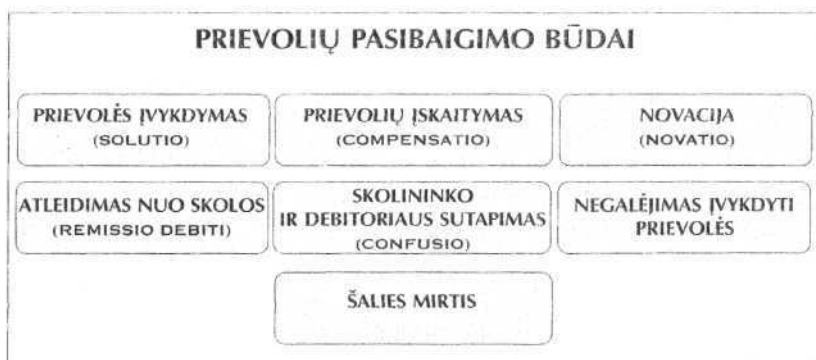 PRIEVOLIŲ PASIBAIGIMO BŪDAI
PRIEVOLĖS ĮVYKDYMAS
(SOLUTIO)
PRIEVOLIŲ ĮSKAITYMAS
(COMPENSATIO)
NOVACIJA
(NOVATIO)
ATLEIDIMAS NUO SKOLOS
(REMISSIO DEBITI)
SKOLININKO
IR DEBITORIAUS SUTAPIMAS
(CONFUSIO)
NEGALĖJIMAS ĮVYKDYTI
PRIEVOLĖS
ŠALIES MIRTIS